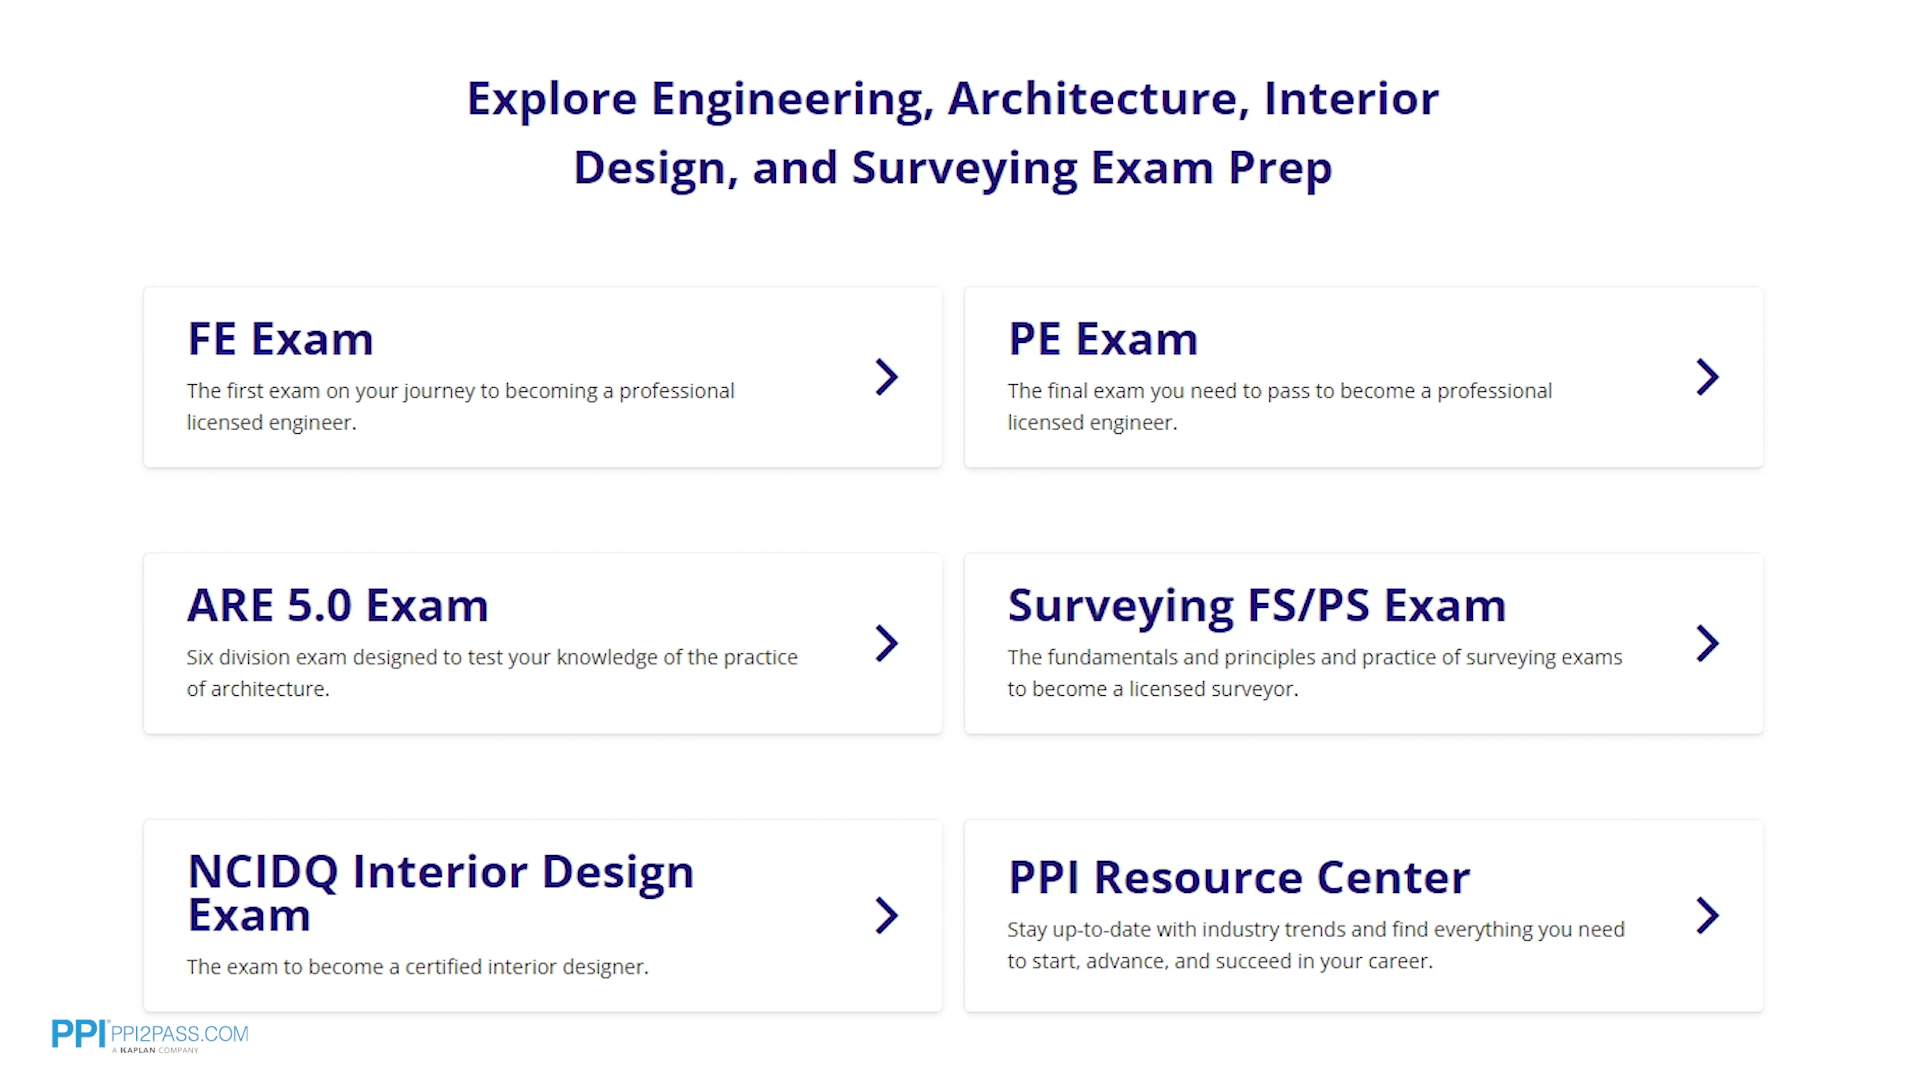 Explore Engineering, Architecture, Interior
Design, and Surveying Exam Prep
FE Exam
The first exam on your journey to becoming a professional
licensed engineer.
PE Exam
The final exam you need to pass to become a professional
licensed engineer.
ARE 5.0 Exam
Six division exam designed to test your knowledge of the practice
of architecture.
Surveying FS/PS Exam
The fundamentals and principles and practice of surveying exams
to become a licensed surveyor.
NCIDQ Interior Design
Exam
The exam to become a certified interior designer.
PPI Resource Center
Stay up-to-date with industry trends and find everything you need
to start, advance, and succeed in your career.
PPI® PPI2PASS.COM
A KAPLAN COMPANY